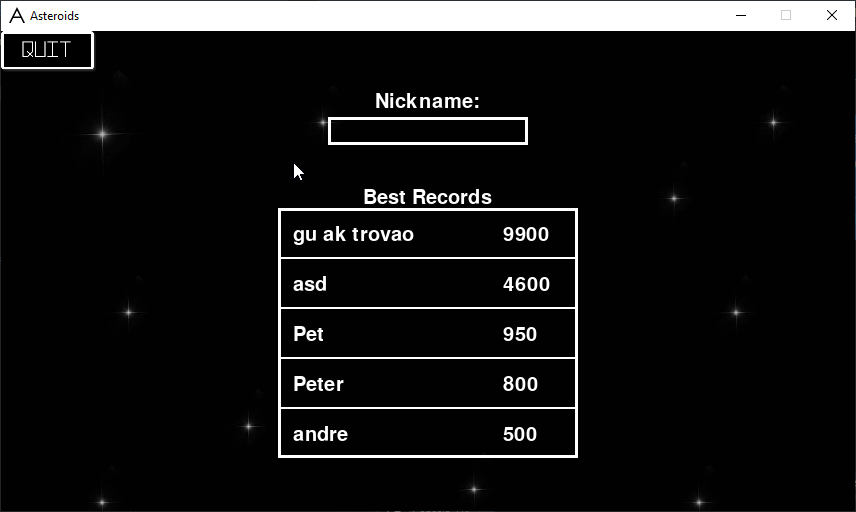 Asteroids
QUIT
Nickname:
Best Records
gu ak trovao 9900
asd 4600
Pet 950
Peter 800
andre 500